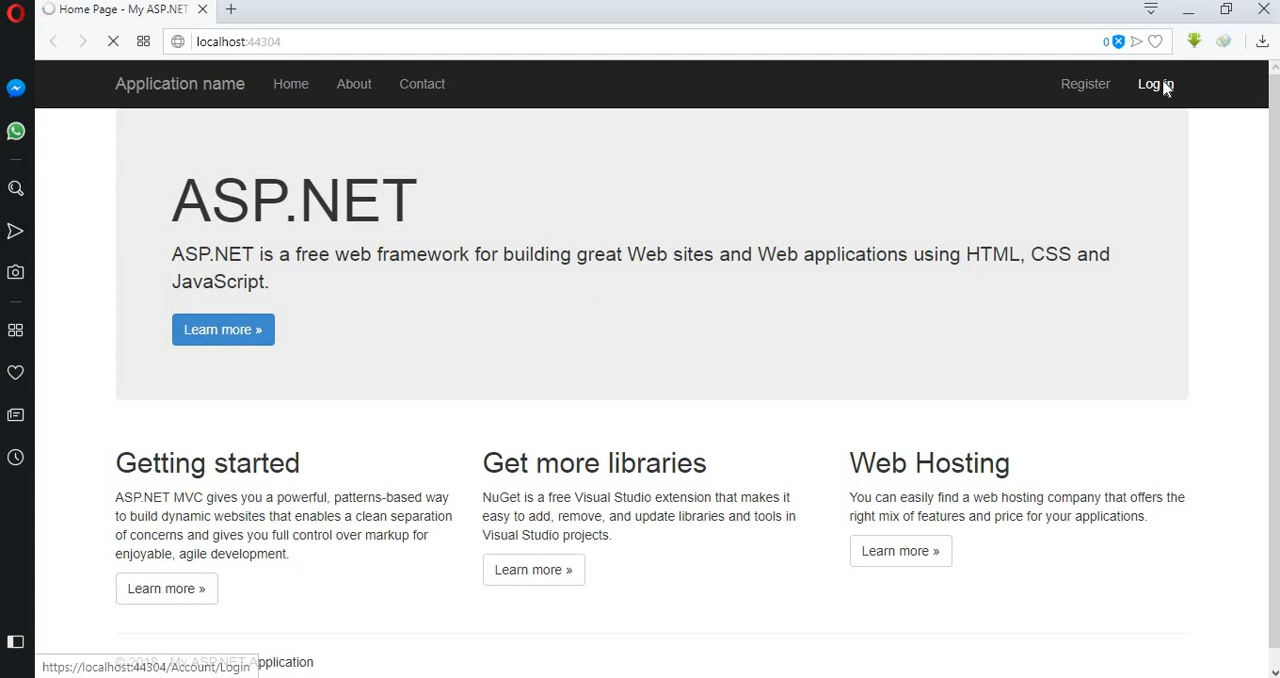 Home Page - My ASP.NET
localhost:44304
0
Application name Home About Contact Register Log in
ASP.NET
ASP.NET is a free web framework for building great Web sites and Web applications using HTML, CSS and
JavaScript.
Learn more »
Getting started
ASP.NET MVC gives you a powerful, patterns-based way
to build dynamic websites that enables a clean separation
of concerns and gives you full control over markup for
enjoyable, agile development.
Learn more »
Get more libraries
NuGet is a free Visual Studio extension that makes it
easy to add, remove, and update libraries and tools in
Visual Studio projects.
Learn more »
Web Hosting
You can easily find a web hosting company that offers the
right mix of features and price for your applications.
Learn more »
My ASP.NET Application
https://localhost:44304/Account/Login